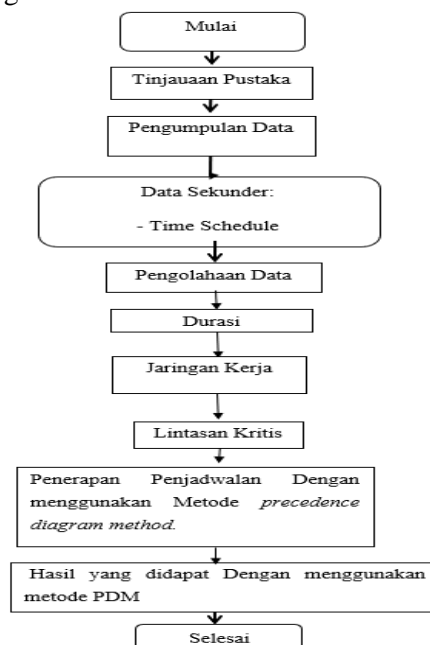 Mulai
Tinjauaan Pustaka
Pengumpulan Data
Data Sekunder:
- Time Schedule
Pengolahaan Data
Durasi
Jaringan Kerja
Lintasan Kritis
Penerapan Penjadwalan Dengan
menggunakan Metode precedence
diagram method.
Hasil yang didapat Dengan menggunakan
metode PDM
Selesai